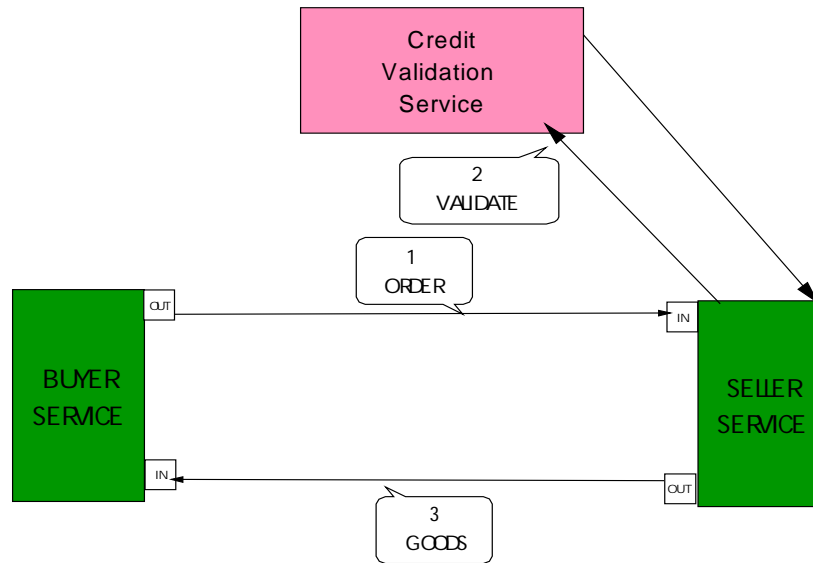 Credit
Validation
Service
2
VALIDATE
1
ORDER
OUT
IN
BUYER
SERVICE
SELLER
SERVICE
IN
OUT
3
GOODS